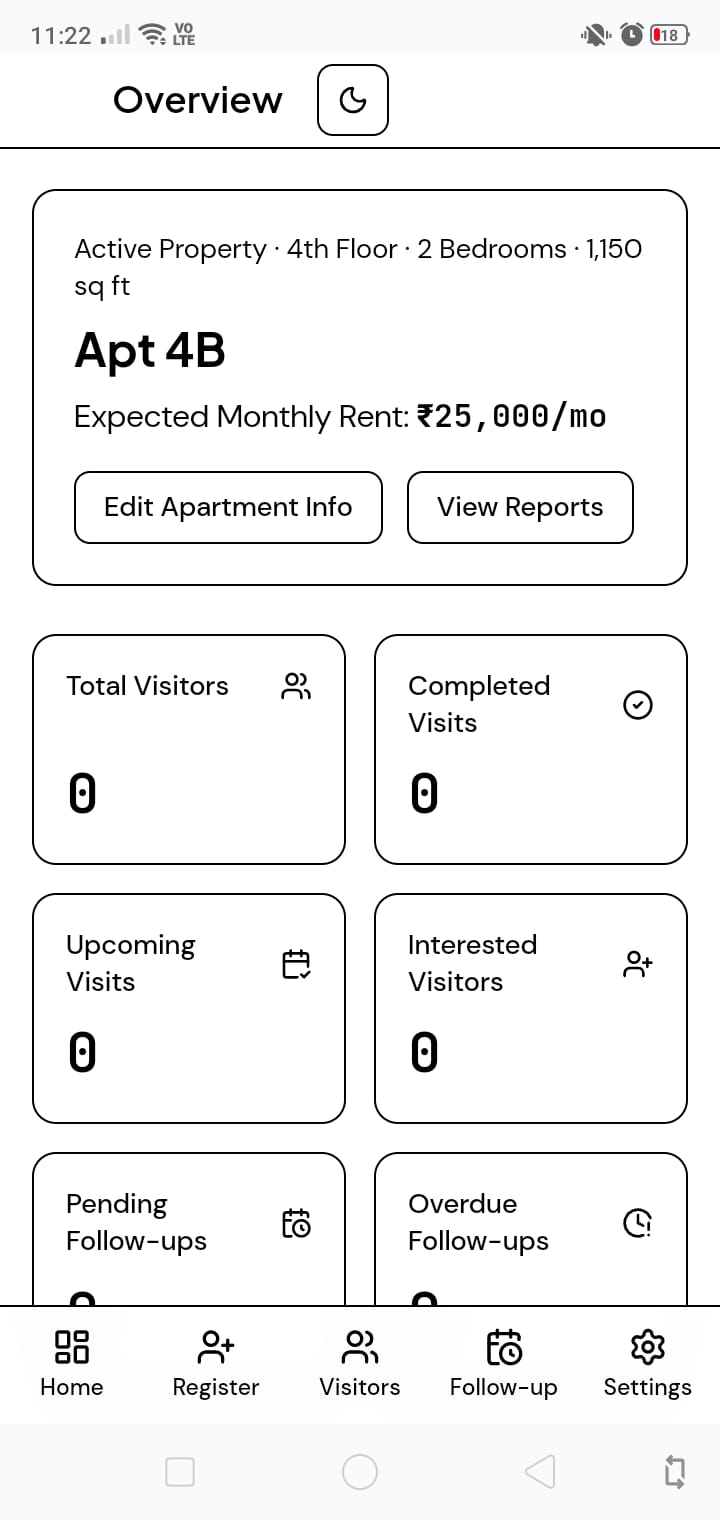 11:22 VO LTE 18
Overview
Active Property · 4th Floor · 2 Bedrooms · 1,150
sq ft
Apt 4B
Expected Monthly Rent: ₹25,000/mo
Edit Apartment Info View Reports
Total Visitors
0
Completed
Visits
0
Upcoming
Visits
0
Interested
Visitors
0
Pending
Follow-ups
Overdue
Follow-ups
Home Register Visitors Follow-up Settings